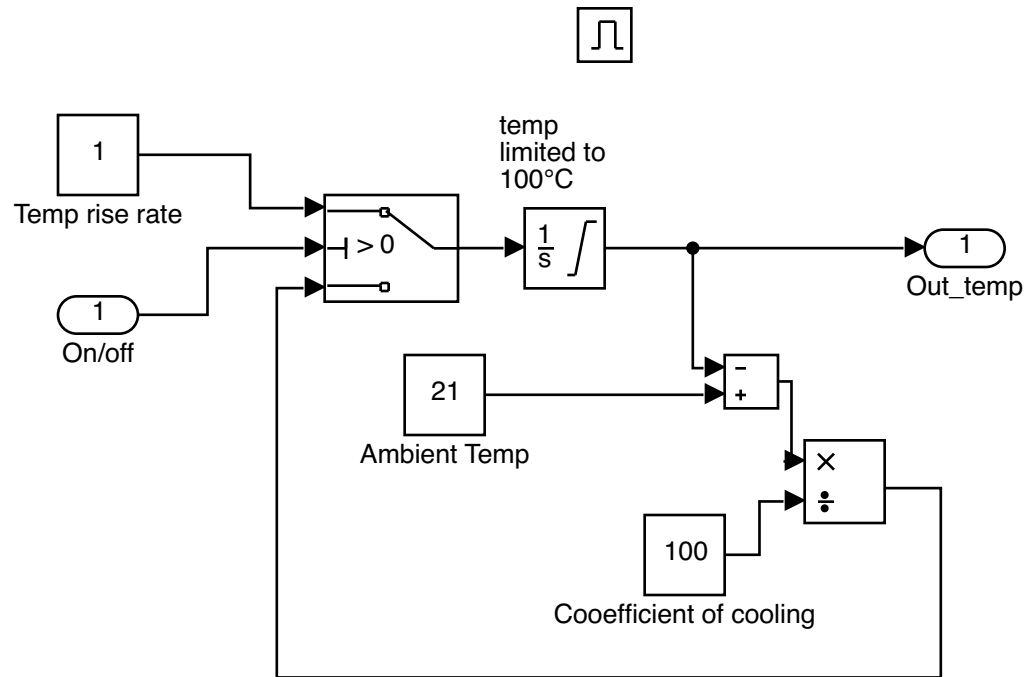 temp
limited to
100°C
1
Temp rise rate
> 0
1
s
1
Out_temp
1
On/off
−
+
21
Ambient Temp
×
÷
100
Cooefficient of cooling